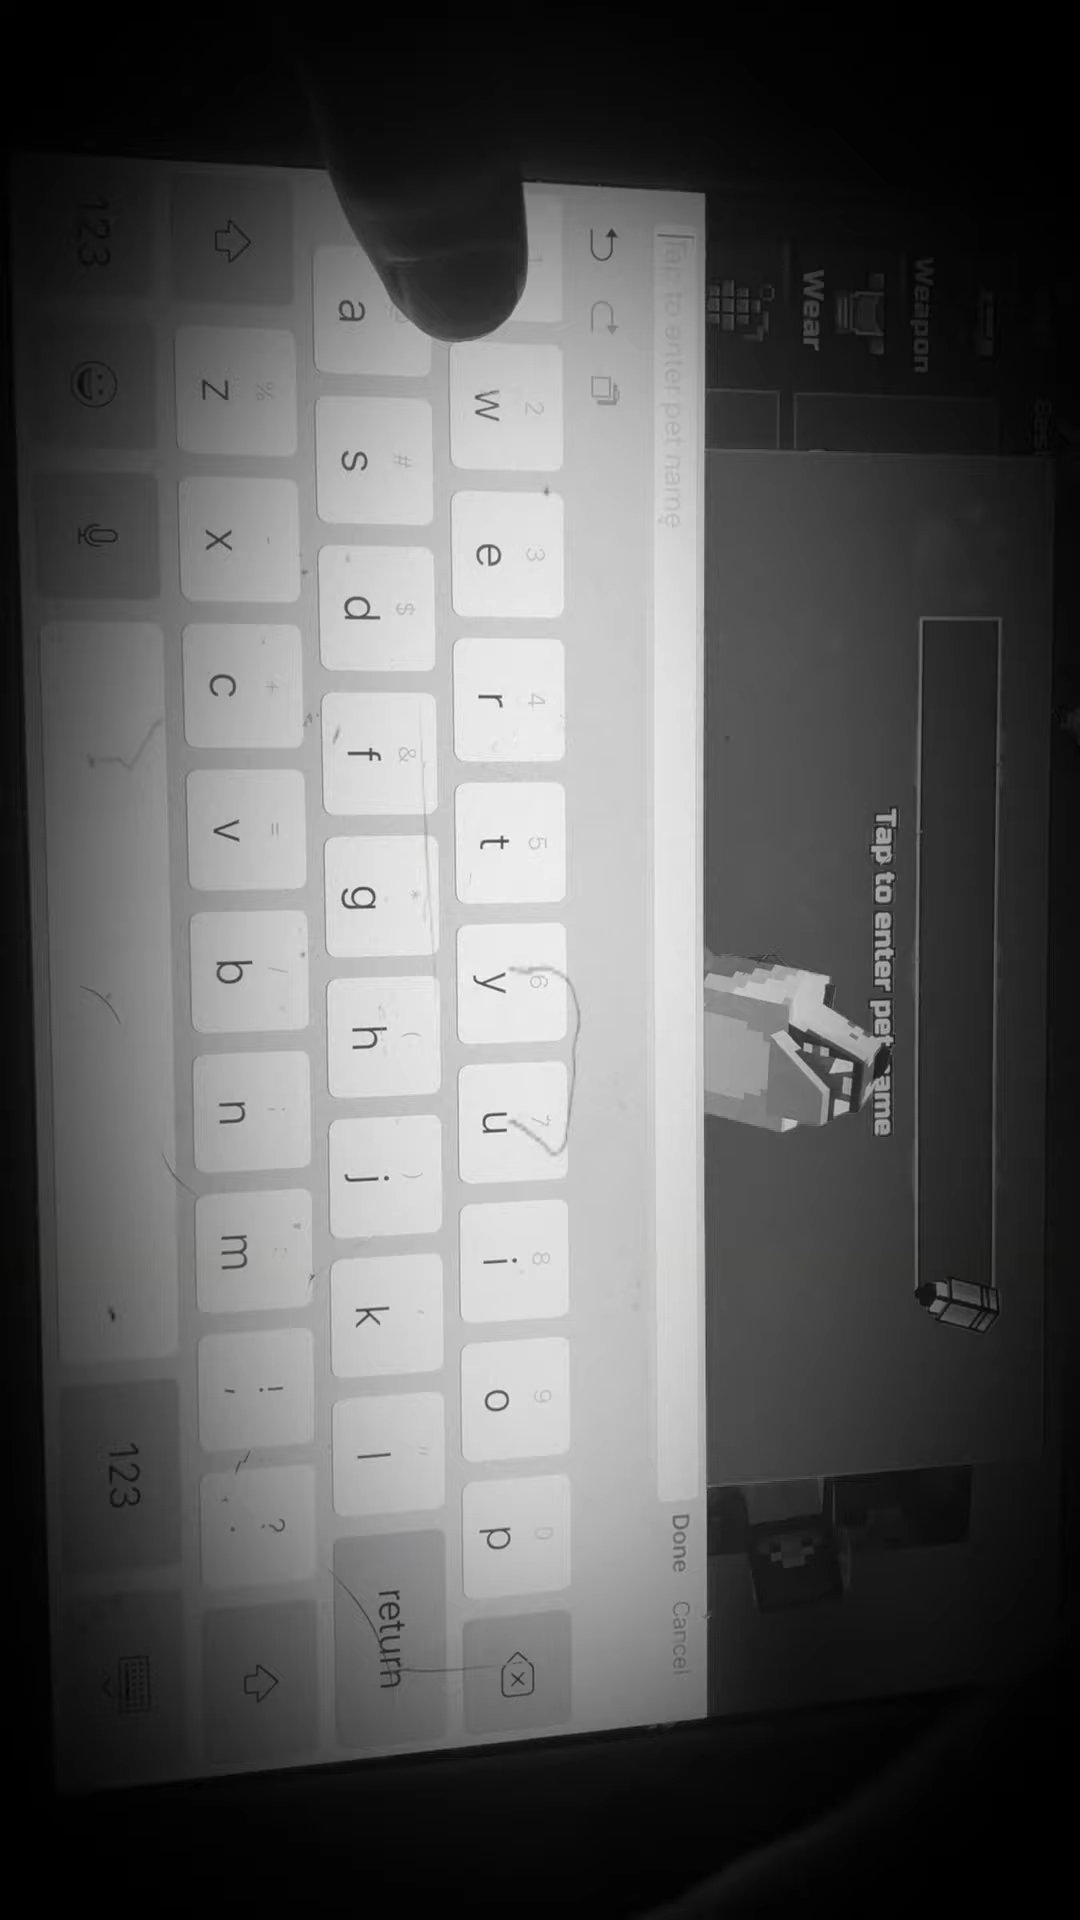 Weapon
Wear
Tap to enter pet name
Tap to enter pet name
Done Cancel
1
2 3 4 5 6 7 8 9 0
w e r t y u i o p
@ # $ & * ( ) ' "
a s d f g h j k l return
% - + = / ; : ! ?
z x c v b n m , .
123 123